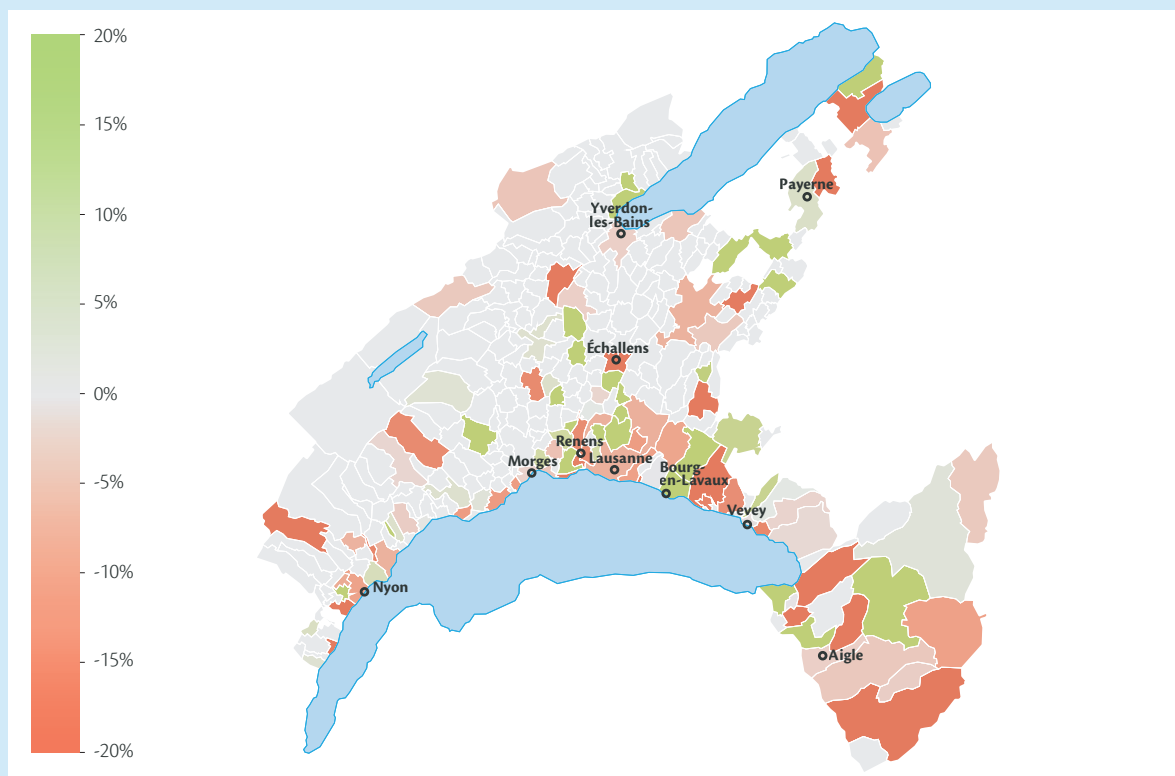 20%
15%
10%
5%
0%
-5%
-10%
-15%
-20%
Payerne
Yverdon-
les-Bains
Échallens
Renens
Morges
Lausanne
Bourg-
en-Lavaux
Vevey
Nyon
Aigle